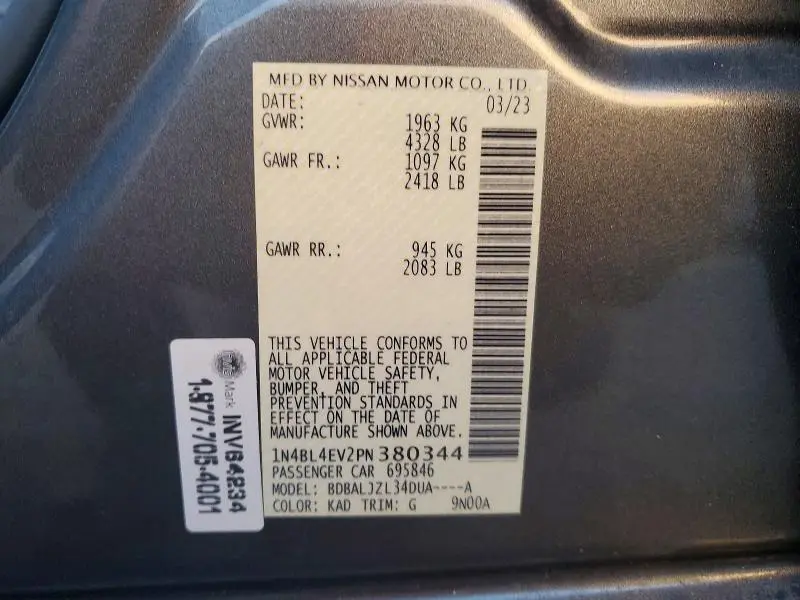 MFD BY NISSAN MOTOR CO., LTD.
DATE: 03/23
GVWR: 1963 KG
4328 LB
GAWR FR.: 1097 KG
2418 LB
GAWR RR.: 945 KG
2083 LB
THIS VEHICLE CONFORMS TO
ALL APPLICABLE FEDERAL
MOTOR VEHICLE SAFETY,
BUMPER, AND THEFT
PREVENTION STANDARDS IN
EFFECT ON THE DATE OF
MANUFACTURE SHOWN ABOVE.
1N4BL4EV2PN380344
PASSENGER CAR 695846
MODEL: BDBALJZL34DUA----A
COLOR: KAD TRIM: G 9N00A
Mark INV64234
1.977.705.4001